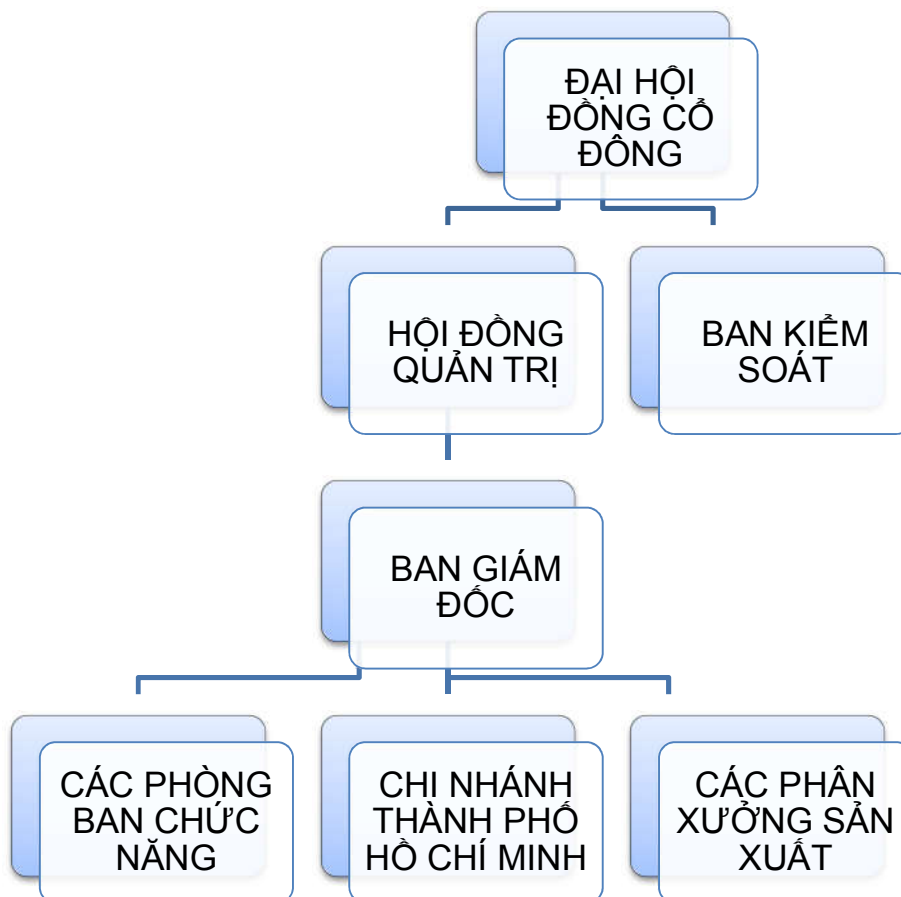 ĐẠI HỘI
ĐỒNG CỔ
ĐÔNG
HỘI ĐỒNG
QUẢN TRỊ
BAN KIỂM
SOÁT
BAN GIÁM
ĐỐC
CÁC PHÒNG
BAN CHỨC
NĂNG
CHI NHÁNH
THÀNH PHỐ
HỒ CHÍ MINH
CÁC PHÂN
XƯỞNG SẢN
XUẤT